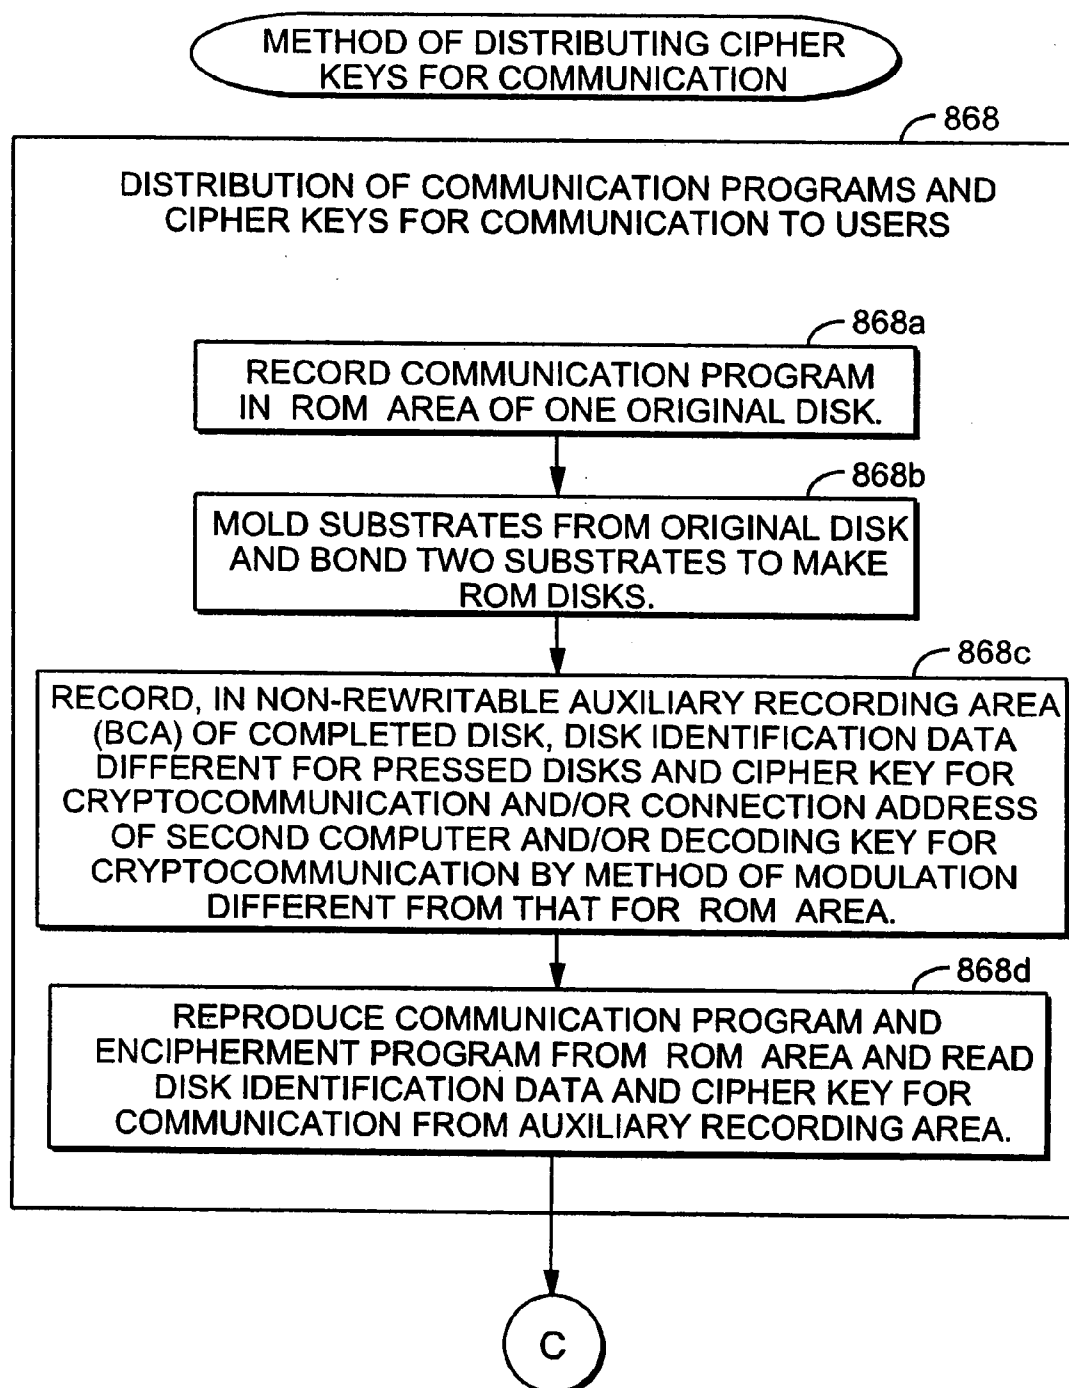 METHOD OF DISTRIBUTING CIPHER
KEYS FOR COMMUNICATION
868
DISTRIBUTION OF COMMUNICATION PROGRAMS AND
CIPHER KEYS FOR COMMUNICATION TO USERS
868a
RECORD COMMUNICATION PROGRAM
IN ROM AREA OF ONE ORIGINAL DISK.
868b
MOLD SUBSTRATES FROM ORIGINAL DISK
AND BOND TWO SUBSTRATES TO MAKE
ROM DISKS.
868c
RECORD, IN NON-REWRITABLE AUXILIARY RECORDING AREA
(BCA) OF COMPLETED DISK, DISK IDENTIFICATION DATA
DIFFERENT FOR PRESSED DISKS AND CIPHER KEY FOR
CRYPTOCOMMUNICATION AND/OR CONNECTION ADDRESS
OF SECOND COMPUTER AND/OR DECODING KEY FOR
CRYPTOCOMMUNICATION BY METHOD OF MODULATION
DIFFERENT FROM THAT FOR ROM AREA.
868d
REPRODUCE COMMUNICATION PROGRAM AND
ENCIPHERMENT PROGRAM FROM ROM AREA AND READ
DISK IDENTIFICATION DATA AND CIPHER KEY FOR
COMMUNICATION FROM AUXILIARY RECORDING AREA.
C